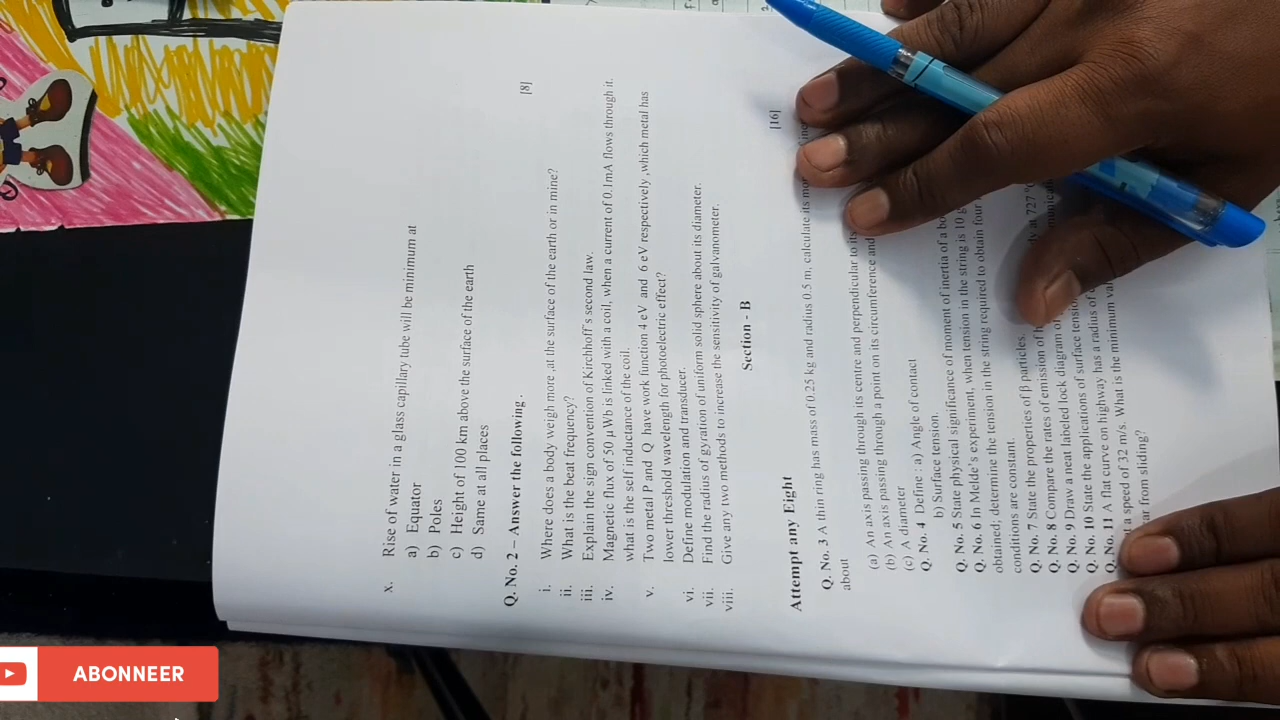 x. Rise of water in a glass capillary tube will be minimum at
a) Equator
b) Poles
c) Height of 100 km above the surface of the earth
d) Same at all places
Q. No. 2 – Answer the following . [8]
i. Where does a body weigh more ,at the surface of the earth or in mine?
ii. What is the beat frequency?
iii. Explain the sign convention of Kirchhoff's second law.
iv. Magnetic flux of 50 μ Wb is linked with a coil, when a current of 0.1mA flows through it.
what is the self inductance of the coil.
v. Two metal P and Q have work function 4 eV and 6 eV respectively ,which metal has
lower threshold wavelength for photoelectric effect?
vi. Define modulation and transducer.
vii. Find the radius of gyration of uniform solid sphere about its diameter.
viii. Give any two methods to increase the sensitivity of galvanometer.
Section - B
Attempt any Eight [16]
Q. No. 3 A thin ring has mass of 0.25 kg and radius 0.5 m, calculate its
about
(a) An axis passing through its centre and perpendicular to its
(b) An axis passing through a point on its circumference and
(c) A diameter
Q. No. 4 Define : a) Angle of contact
b) Surface tension.
Q. No. 5 State physical significance of moment of inertia of a
Q. No. 6 In Melde's experiment, when tension in the string is 10 g
obtained; determine the tension in the string required to obtain four
conditions are constant.
Q. No. 7 State the properties of β particles.
Q. No. 8 Compare the rates of emission of at 727 °C
Q. No. 9 Draw a neat labeled lock diagram of
Q. No. 10 State the applications of surface
Q. No. 11 A flat curve on highway has a radius of
at a speed of 32 m/s. What is the minimum
car from sliding?
ABONNEER